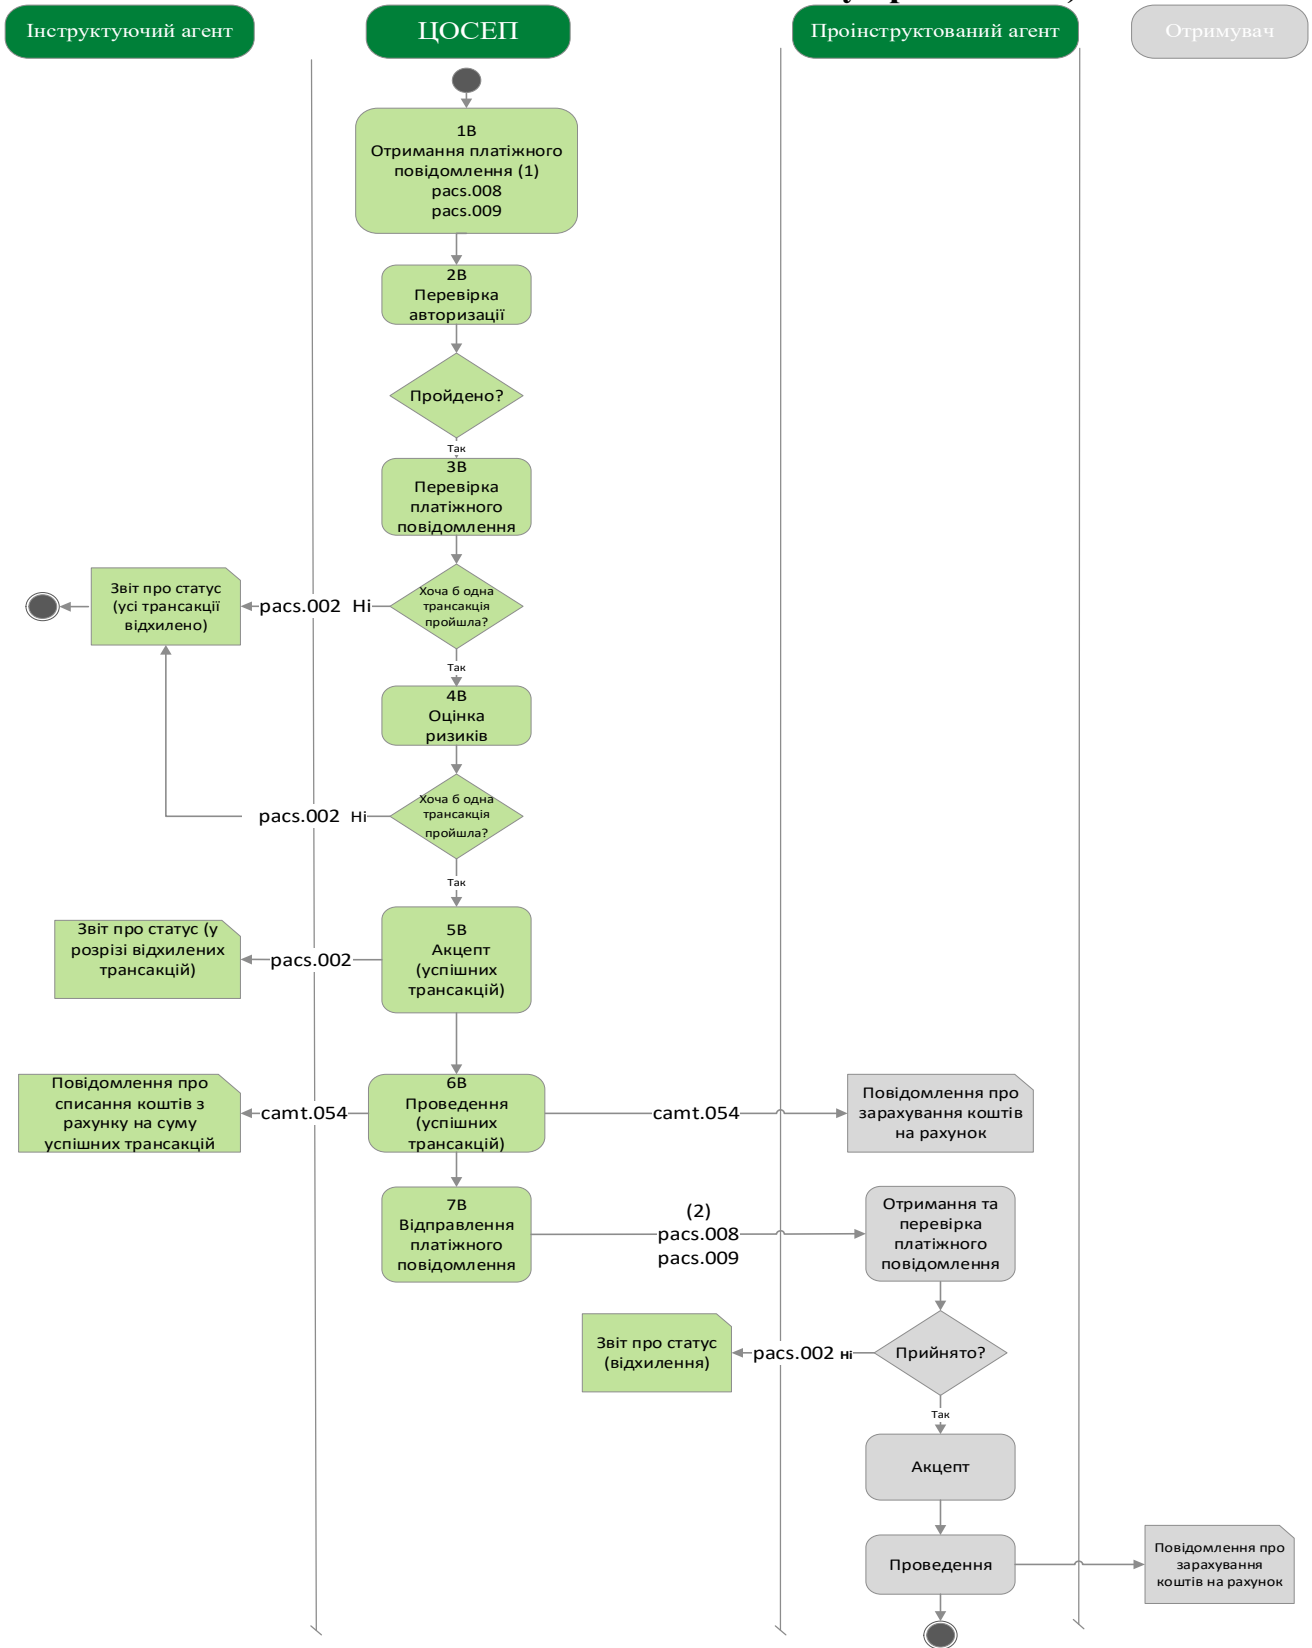 Інструктуючий агент
ЦОСЕП
Проінструктований агент
Отримувач
1В
Отримання платіжного
повідомлення (1)
pacs.008
pacs.009
2В
Перевірка
авторизації
Пройдено?
Так
3В
Перевірка
платіжного
повідомлення
Хоча б одна
трансакція
пройшла?
pacs.002 Ні
Звіт про статус
(усі трансакції
відхилено)
Так
4В
Оцінка
ризиків
Хоча б одна
трансакція
пройшла?
pacs.002 Ні
Так
5В
Акцепт
(успішних
трансакцій)
pacs.002
Звіт про статус (у
розрізі відхилених
трансакцій)
6В
Проведення
(успішних
трансакцій)
camt.054
Повідомлення про
списання коштів з
рахунку на суму
успішних трансакцій
camt.054
Повідомлення про
зарахування коштів
на рахунок
7В
Відправлення
платіжного
повідомлення
(2)
pacs.008
pacs.009
Отримання та
перевірка
платіжного
повідомлення
Прийнято?
pacs.002 Ні
Звіт про статус
(відхилення)
Так
Акцепт
Проведення
Повідомлення про
зарахування
коштів на рахунок